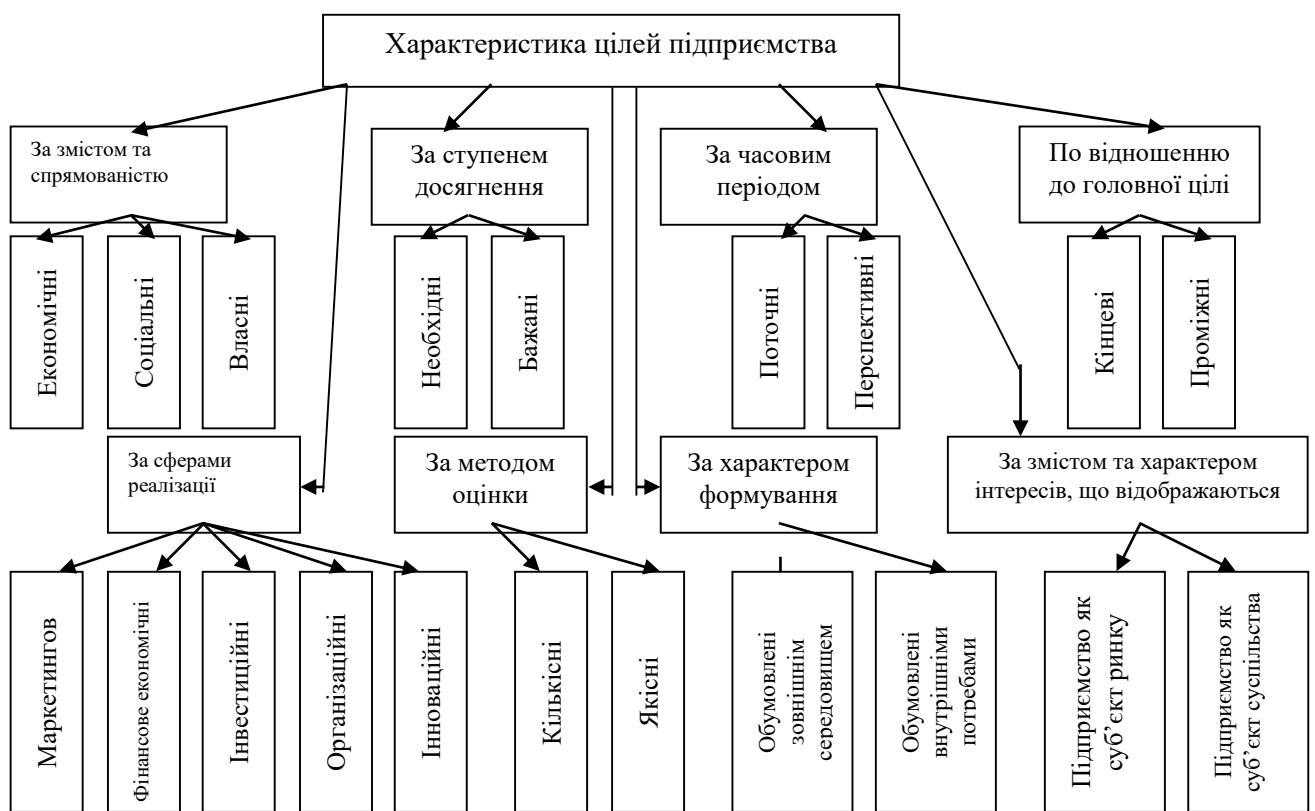 Характеристика цілей підприємства
За змістом та
спрямованістю
За ступенем
досягнення
За часовим
періодом
По відношенню
до головної цілі
Економічні
Соціальні
Власні
Необхідні
Бажані
Поточні
Перспективні
Кінцеві
Проміжні
За сферами
реалізації
За методом
оцінки
За характером
формування
За змістом та характером
інтересів, що відображаються
Маркетингов
Фінансове економічні
Інвестиційні
Організаційні
Інноваційні
Кількісні
Якісні
Обумовлені
зовнішнім
середовищем
Обумовлені
внутрішніми
потребами
Підприємство як
суб’єкт ринку
Підприємство як
суб’єкт суспільства